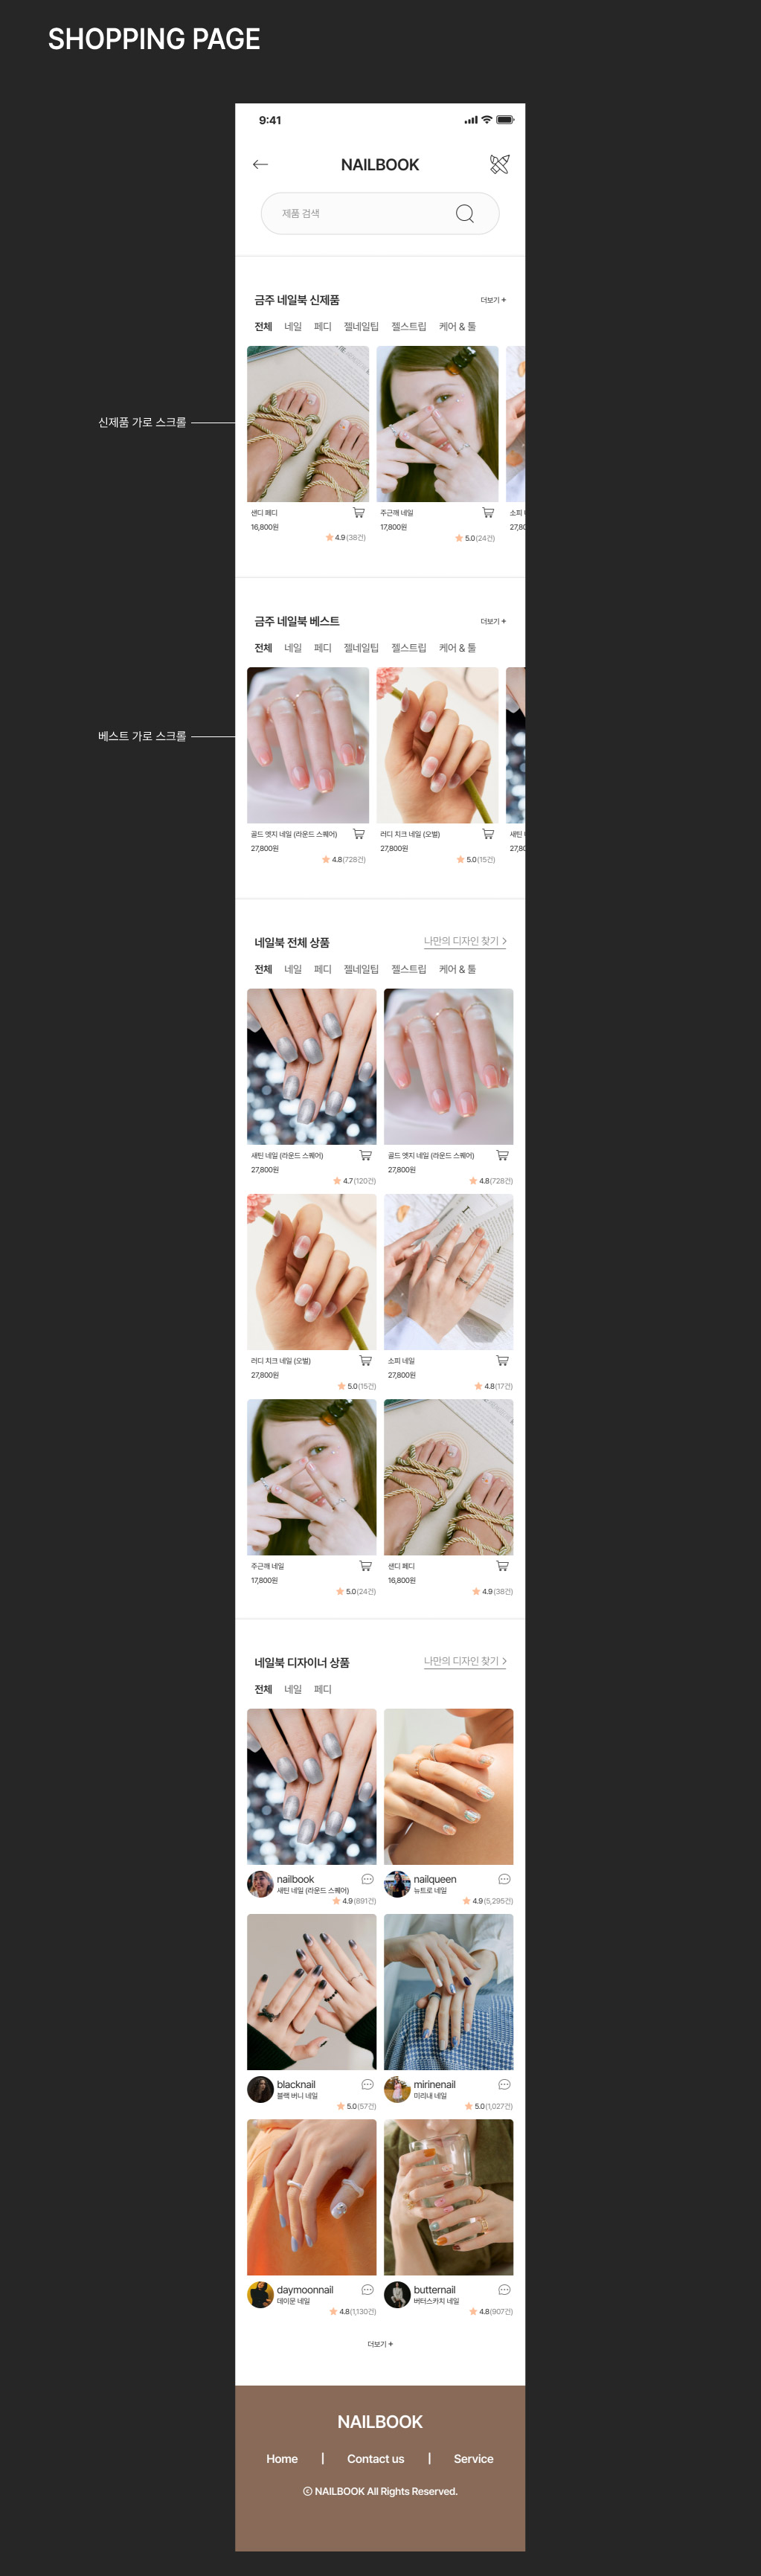 SHOPPING PAGE
9:41
NAILBOOK
제품 검색
금주 네일북 신제품
더보기 +
전체 네일 페디 젤네일팁 젤스트립 케어 & 툴
신제품 가로 스크롤
샌디 페디
16,800원
★ 4.9(38건)
주근깨 네일
17,800원
★ 5.0(24건)
소피
27,80
금주 네일북 베스트
더보기 +
전체 네일 페디 젤네일팁 젤스트립 케어 & 툴
베스트 가로 스크롤
골드 엣지 네일 (라운드 스퀘어)
27,800원
★ 4.8(728건)
러디 치크 네일 (오벌)
27,800원
★ 5.0(15건)
새틴
27,80
네일북 전체 상품
나만의 디자인 찾기 >
전체 네일 페디 젤네일팁 젤스트립 케어 & 툴
새틴 네일 (라운드 스퀘어)
27,800원
★ 4.7(120건)
골드 엣지 네일 (라운드 스퀘어)
27,800원
★ 4.8(728건)
러디 치크 네일 (오벌)
27,800원
★ 5.0(15건)
소피 네일
27,800원
★ 4.8(17건)
주근깨 네일
17,800원
★ 5.0(24건)
샌디 페디
16,800원
★ 4.9(38건)
네일북 디자이너 상품
나만의 디자인 찾기 >
전체 네일 페디
nailbook
새틴 네일 (라운드 스퀘어)
★ 4.9(891건)
nailqueen
뉴트로 네일
★ 4.9(5,295건)
blacknail
블랙 버니 네일
★ 5.0(57건)
mirinenail
미리내 네일
★ 5.0(1,027건)
daymoonnail
데이문 네일
★ 4.8(1,130건)
butternail
버터스카치 네일
★ 4.8(907건)
더보기 +
NAILBOOK
Home | Contact us | Service
ⓒ NAILBOOK All Rights Reserved.